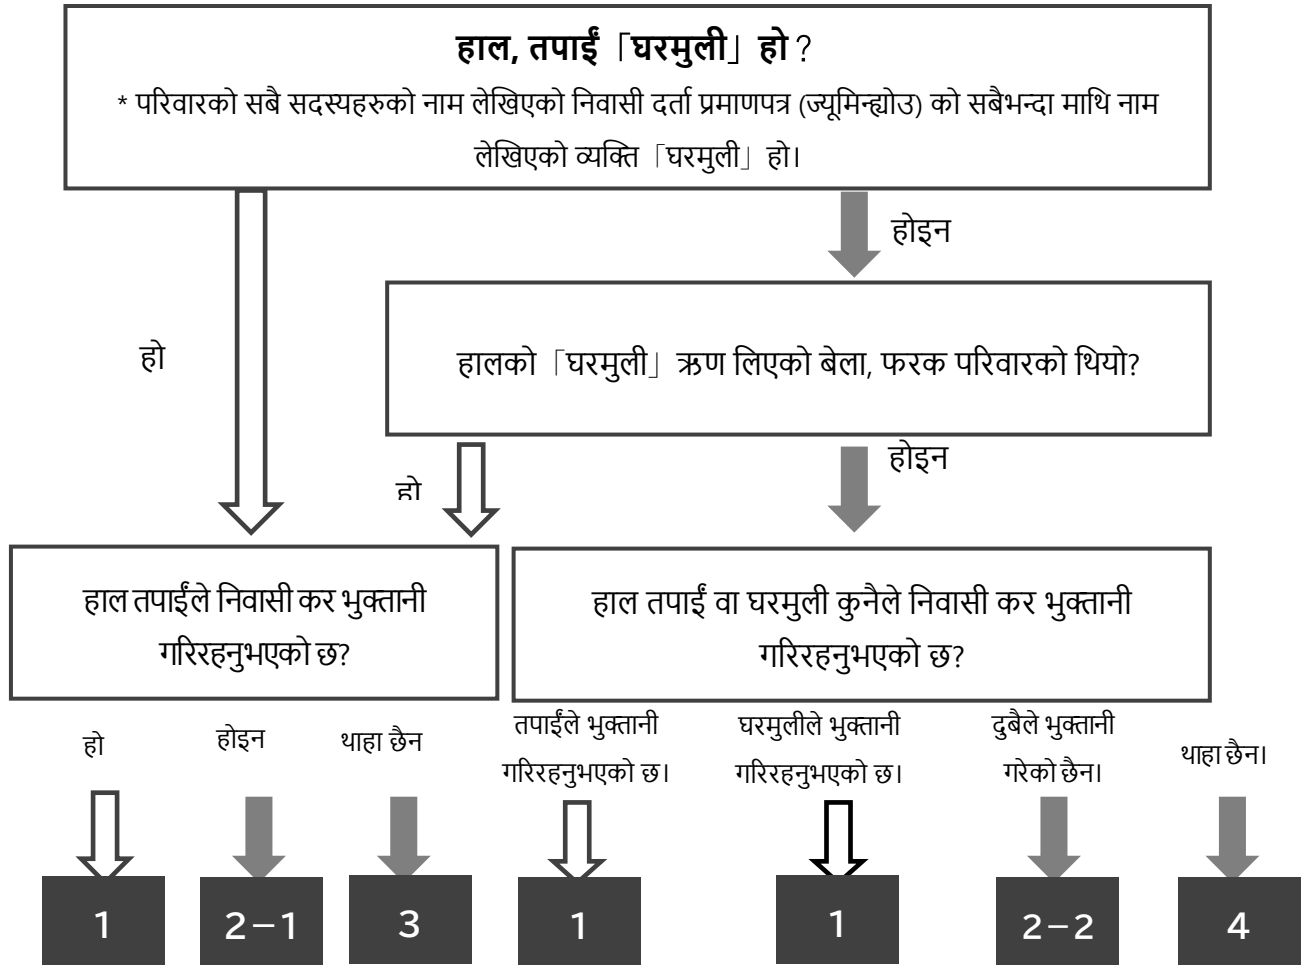 हाल, तपाईं「घरमुली」हो？
* परिवारको सबै सदस्यहरुको नाम लेखिएको निवासी दर्ता प्रमाणपत्र (ज्यूमिन्ह्योउ) को सबैभन्दा माथि नाम
लेखिएको व्यक्ति「घरमुली」हो।
होइन
हो
हालको「घरमुली」ऋण लिएको बेला, फरक परिवारको थियो?
होइन
हो
हाल तपाईंले निवासी कर भुक्तानी
गरिरहनुभएको छ?
हाल तपाईं वा घरमुली कुनैले निवासी कर भुक्तानी
गरिरहनुभएको छ?
हो
होइन
थाहा छैन
तपाईंले भुक्तानी
गरिरहनुभएको छ।
घरमुलीले भुक्तानी
गरिरहनुभएको छ।
दुबैले भुक्तानी
गरेको छैन।
थाहा छैन।
1
2−1
3
1
1
2−2
4